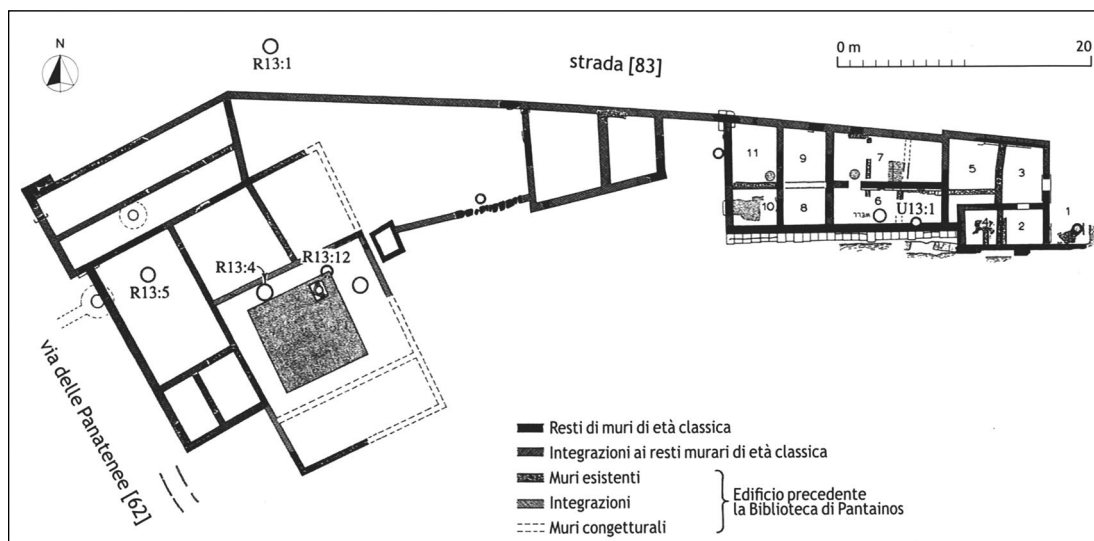 N
R13:1
strada [83]
0 m
20
11
9
7
5
3
10
8
6
U13:1
4
2
1
R13:12
R13:4
R13:5
via delle Panatenee [62]
Resti di muri di età classica
Integrazioni ai resti murari di età classica
Muri esistenti
Integrazioni
Muri congetturali
Edificio precedente
la Biblioteca di Pantainos